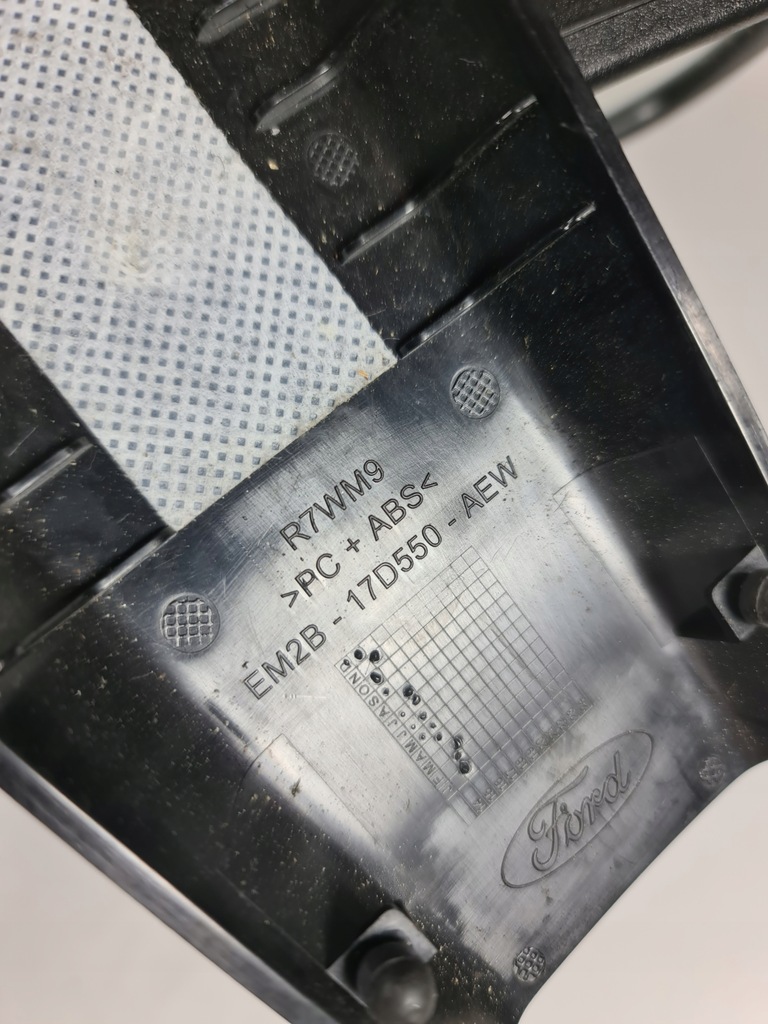 R7WM9
>PC + ABS<
EM2B - 17D550 - AEW
Ford